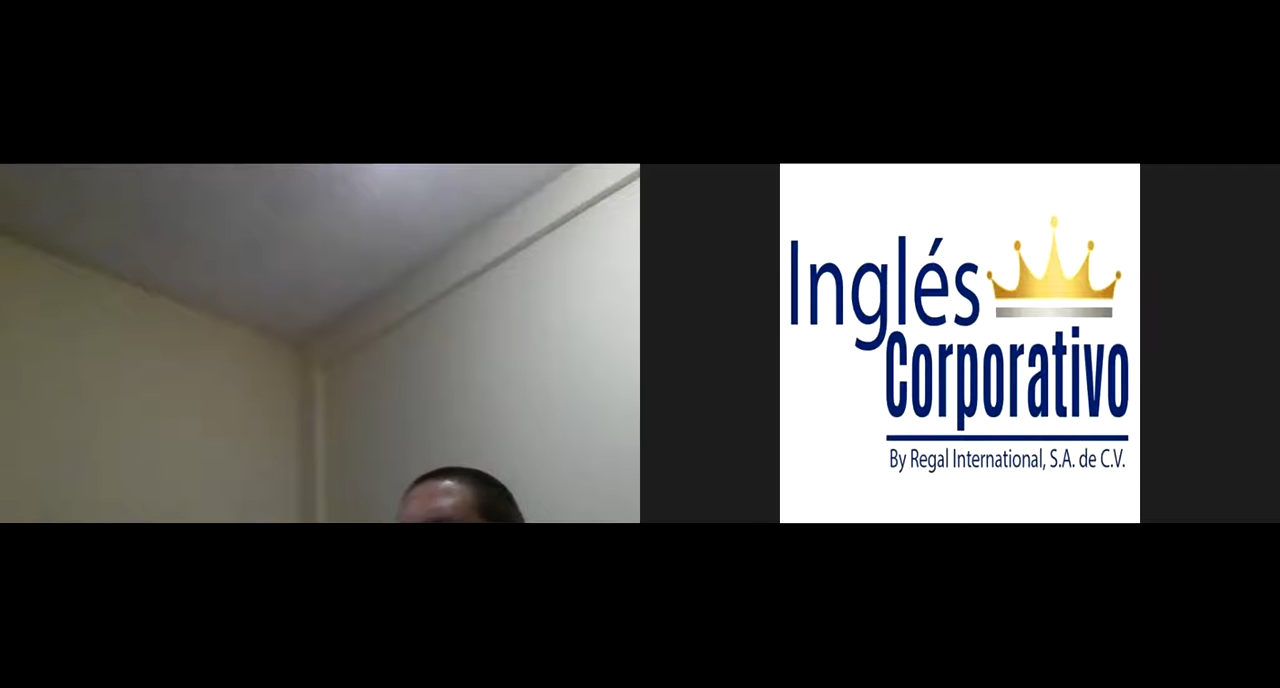 Inglés
Corporativo
By Regal International, S.A. de C.V.